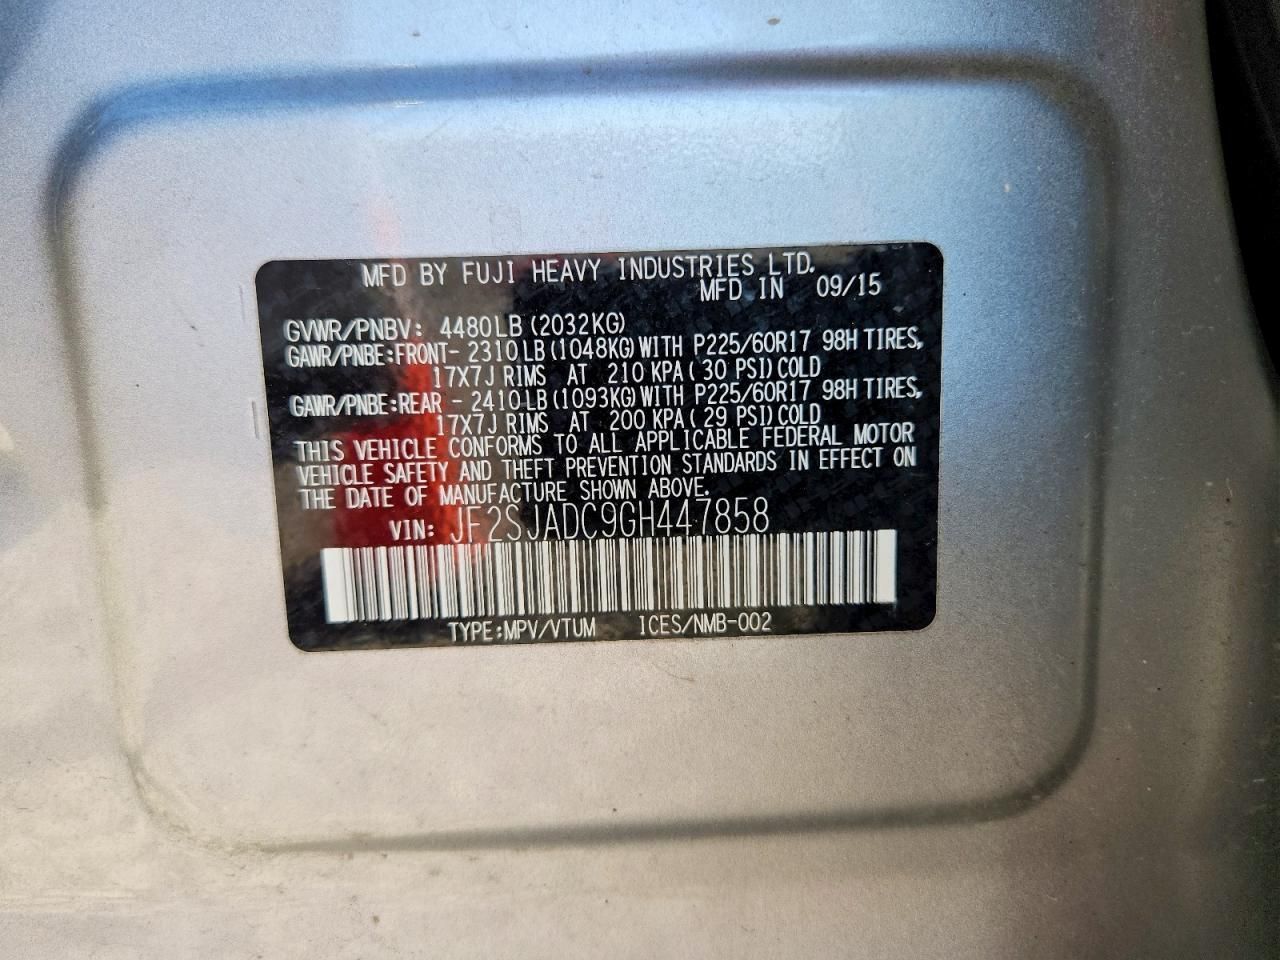 MFD BY FUJI HEAVY INDUSTRIES LTD.
MFD IN 09/15
GVWR/PNBV: 4480LB (2032KG)
GAWR/PNBE:FRONT- 2310LB (1048KG) WITH P225/60R17 98H TIRES,
17X7J RIMS AT 210 KPA (30 PSI) COLD
GAWR/PNBE:REAR - 2410LB (1093KG) WITH P225/60R17 98H TIRES,
17X7J RIMS AT 200 KPA (29 PSI) COLD
THIS VEHICLE CONFORMS TO ALL APPLICABLE FEDERAL MOTOR
VEHICLE SAFETY AND THEFT PREVENTION STANDARDS IN EFFECT ON
THE DATE OF MANUFACTURE SHOWN ABOVE.
VIN: JF2SJADC9GH447858
TYPE:MPV/VTUM ICES/NMB-002